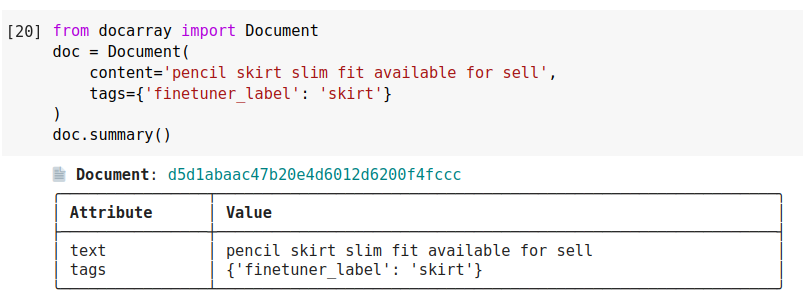 [20] from docarray import Document
doc = Document(
    content='pencil skirt slim fit available for sell',
    tags={'finetuner_label': 'skirt'}
)
doc.summary()
📄 Document: d5d1abaac47b20e4d6012d6200f4fccc
Attribute Value
text pencil skirt slim fit available for sell
tags {'finetuner_label': 'skirt'}